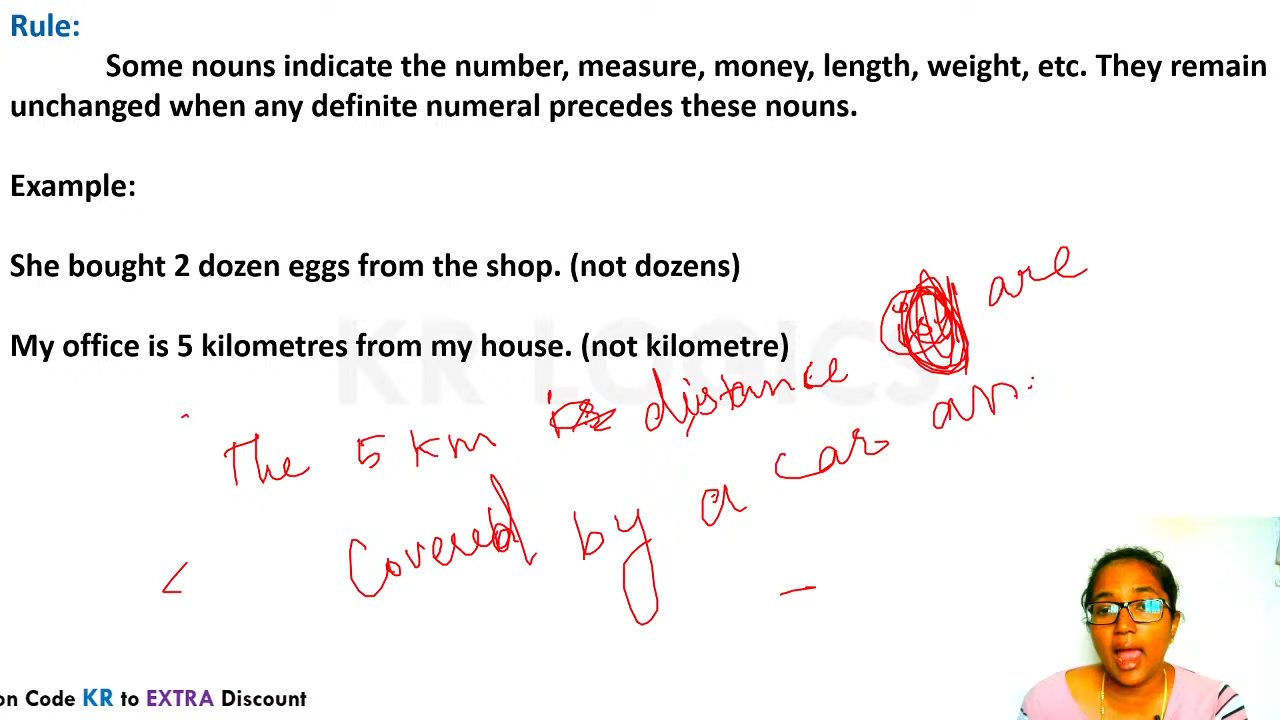 Rule:
Some nouns indicate the number, measure, money, length, weight, etc. They remain
unchanged when any definite numeral precedes these nouns.
Example:
She bought 2 dozen eggs from the shop. (not dozens)
My office is 5 kilometres from my house. (not kilometre)
KR LOGICS
The 5 km distance are
Covered by a car
on Code KR to EXTRA Discount